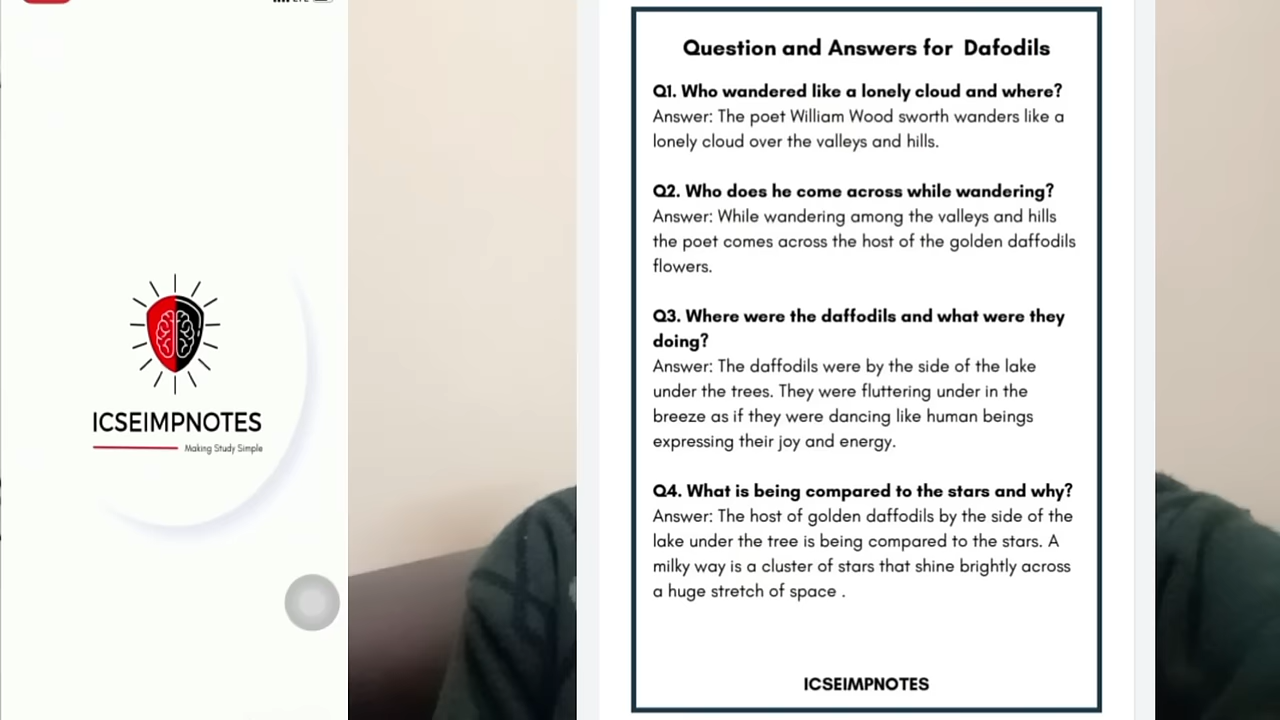 ICSEIMPNOTES
Making Study Simple
Question and Answers for Dafodils
Q1. Who wandered like a lonely cloud and where?
Answer: The poet William Wood sworth wanders like a
lonely cloud over the valleys and hills.
Q2. Who does he come across while wandering?
Answer: While wandering among the valleys and hills
the poet comes across the host of the golden daffodils
flowers.
Q3. Where were the daffodils and what were they
doing?
Answer: The daffodils were by the side of the lake
under the trees. They were fluttering under in the
breeze as if they were dancing like human beings
expressing their joy and energy.
Q4. What is being compared to the stars and why?
Answer: The host of golden daffodils by the side of the
lake under the tree is being compared to the stars. A
milky way is a cluster of stars that shine brightly across
a huge stretch of space .
ICSEIMPNOTES